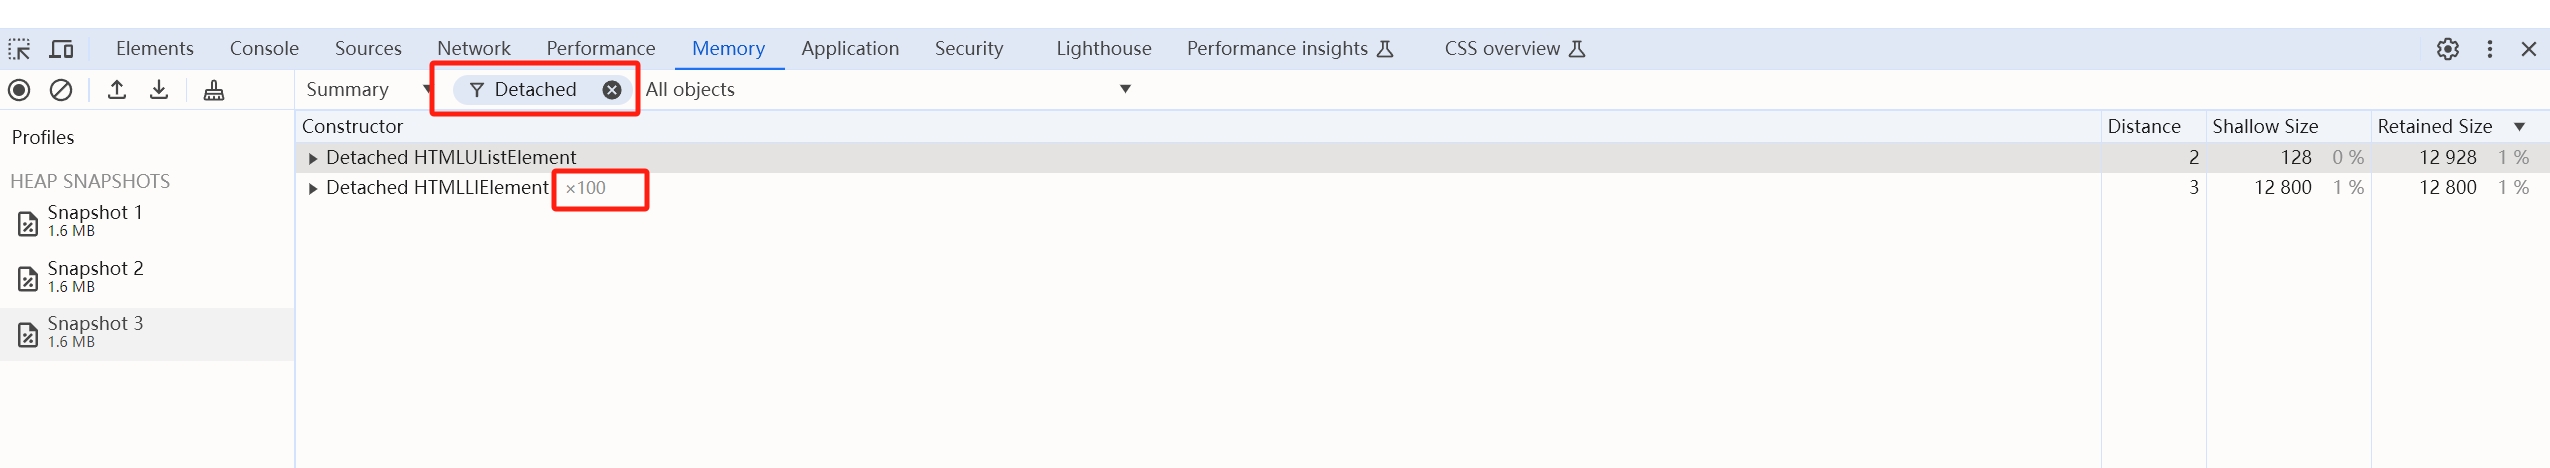 Elements Console Sources Network Performance Memory Application Security Lighthouse Performance insights CSS overview
Summary Detached All objects
Profiles
HEAP SNAPSHOTS
Snapshot 1
1.6 MB
Snapshot 2
1.6 MB
Snapshot 3
1.6 MB
Constructor Distance Shallow Size Retained Size
Detached HTMLUListElement 2 128 0 % 12 928 1 %
Detached HTMLLIElement ×100 3 12 800 1 % 12 800 1 %